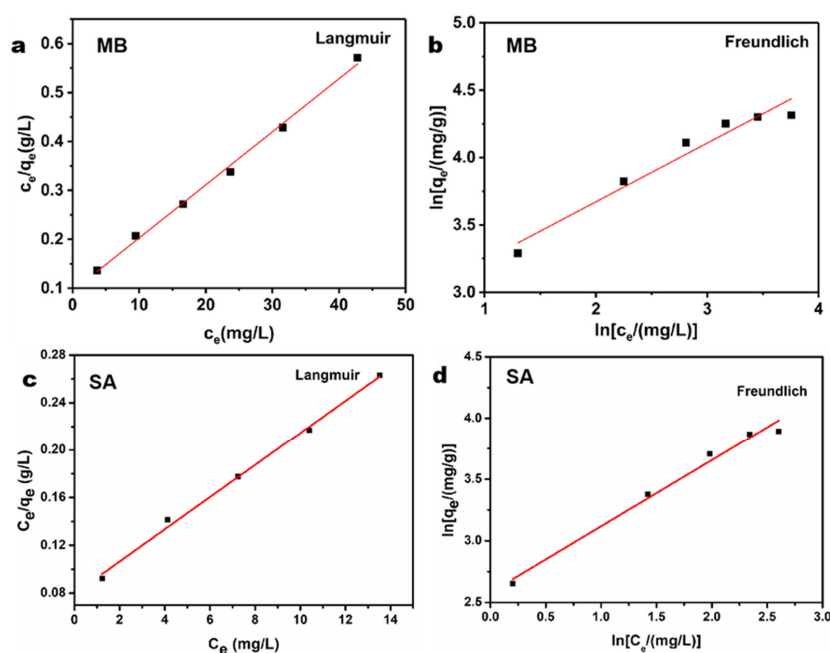 a
MB
Langmuir
0.6
0.5
0.4
0.3
0.2
0.1
0
10
20
30
40
50
ce/qe(g/L)
ce(mg/L)
b
MB
Freundlich
5.0
4.5
4.0
3.5
3.0
1
2
3
4
ln[qe/(mg/g)]
ln[ce/(mg/L)]
c
SA
Langmuir
0.28
0.24
0.20
0.16
0.12
0.08
0
2
4
6
8
10
12
14
Ce/qe (g/L)
Ce (mg/L)
d
SA
Freundlich
4.5
4.0
3.5
3.0
2.5
0.0
0.5
1.0
1.5
2.0
2.5
3.0
ln[qe/(mg/g)]
ln[Ce/(mg/L)]